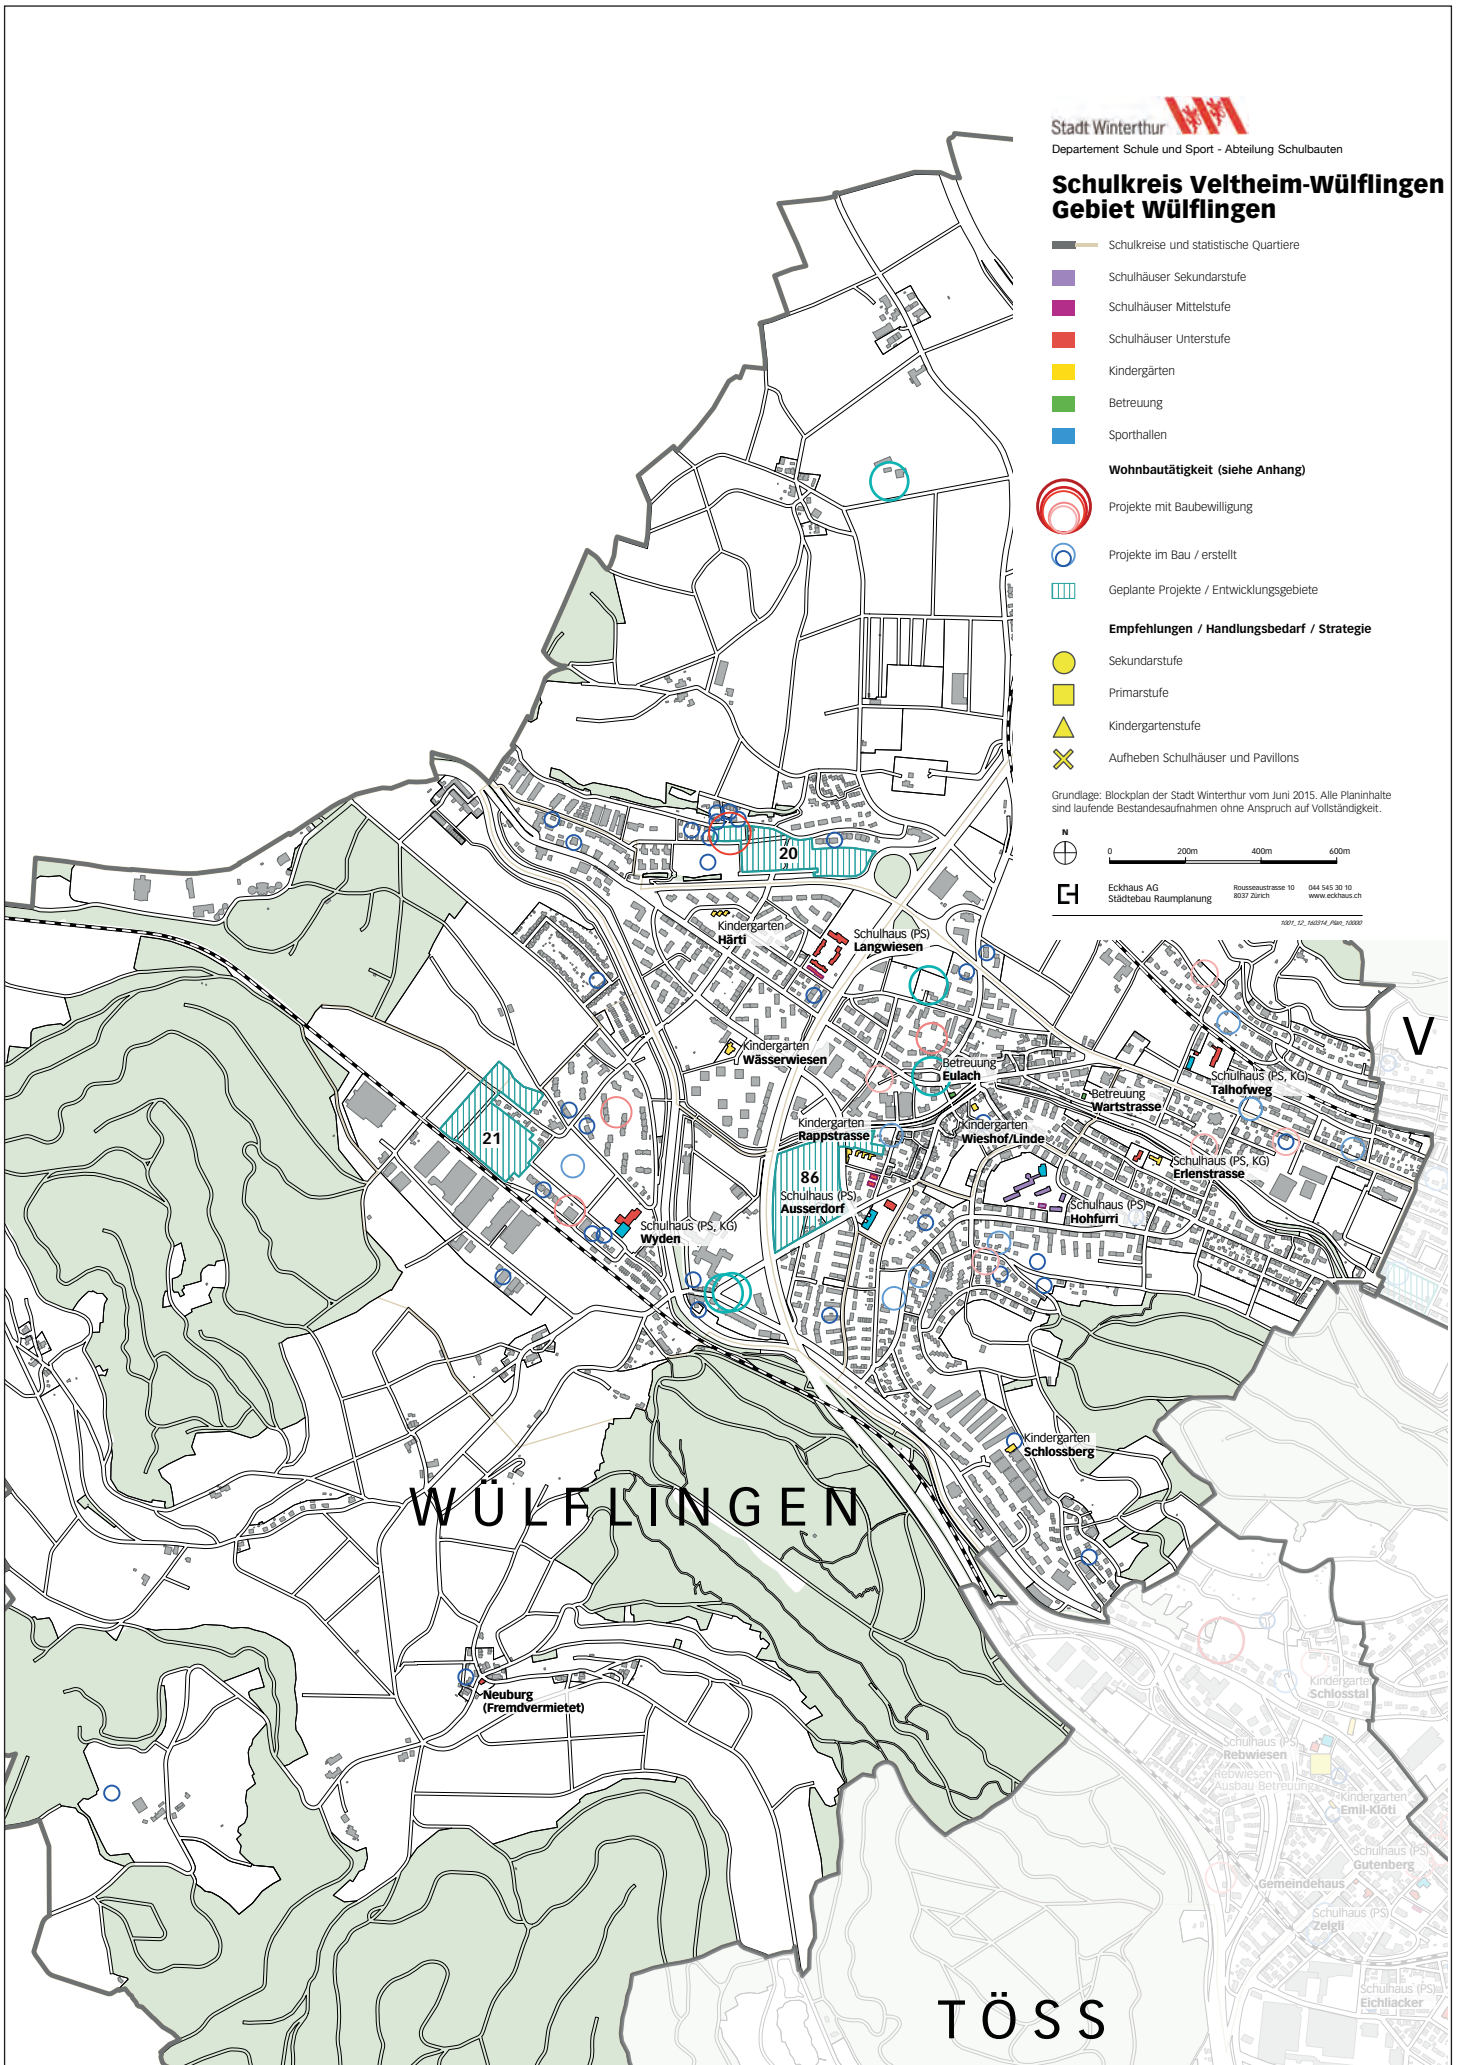 Stadt Winterthur
Departement Schule und Sport - Abteilung Schulbauten
Schulkreis Veltheim-Wülflingen
Gebiet Wülflingen
Schulkreise und statistische Quartiere
Schulhäuser Sekundarstufe
Schulhäuser Mittelstufe
Schulhäuser Unterstufe
Kindergärten
Betreuung
Sporthallen
Wohnbautätigkeit (siehe Anhang)
Projekte mit Baubewilligung
Projekte im Bau / erstellt
Geplante Projekte / Entwicklungsgebiete
Empfehlungen / Handlungsbedarf / Strategie
Sekundarstufe
Primarstufe
Kindergartenstufe
Aufheben Schulhäuser und Pavillons
Grundlage: Blockplan der Stadt Winterthur vom Juni 2015. Alle Planinhalte
sind laufende Bestandesaufnahmen ohne Anspruch auf Vollständigkeit.
N
0 200m 400m 600m
Eckhaus AG
Städtebau Raumplanung
Rousseaustrasse 10
8037 Zürich
044 545 30 10
www.eckhaus.ch
1001_12_160314_Plan_10000
20
Kindergarten
Härti
Schulhaus (PS)
Langwiesen
Kindergarten
Wässerwiesen
V
Betreuung
Eulach
Schulhaus (PS, KG)
Talhofweg
Betreuung
Wartstrasse
21
Kindergarten
Rappstrasse
Kindergarten
Wieshof/Linde
86
Schulhaus (PS, KG)
Erlenstrasse
Schulhaus (PS)
Ausserdorf
Schulhaus (PS)
Hohfurri
Schulhaus (PS, KG)
Wyden
Kindergarten
Schlossberg
WÜLFLINGEN
Neuburg
(Fremdvermietet)
Kindergarten
Schlosstal
Schulhaus (PS)
Rebwiesen
Rebwiesen
Ausbau Betreuung
Kindergarten
Emil-Klöti
Schulhaus (PS)
Gutenberg
Gemeindehaus
Schulhaus (PS)
Zelgli
Schulhaus (PS)
Eichliacker
TÖSS